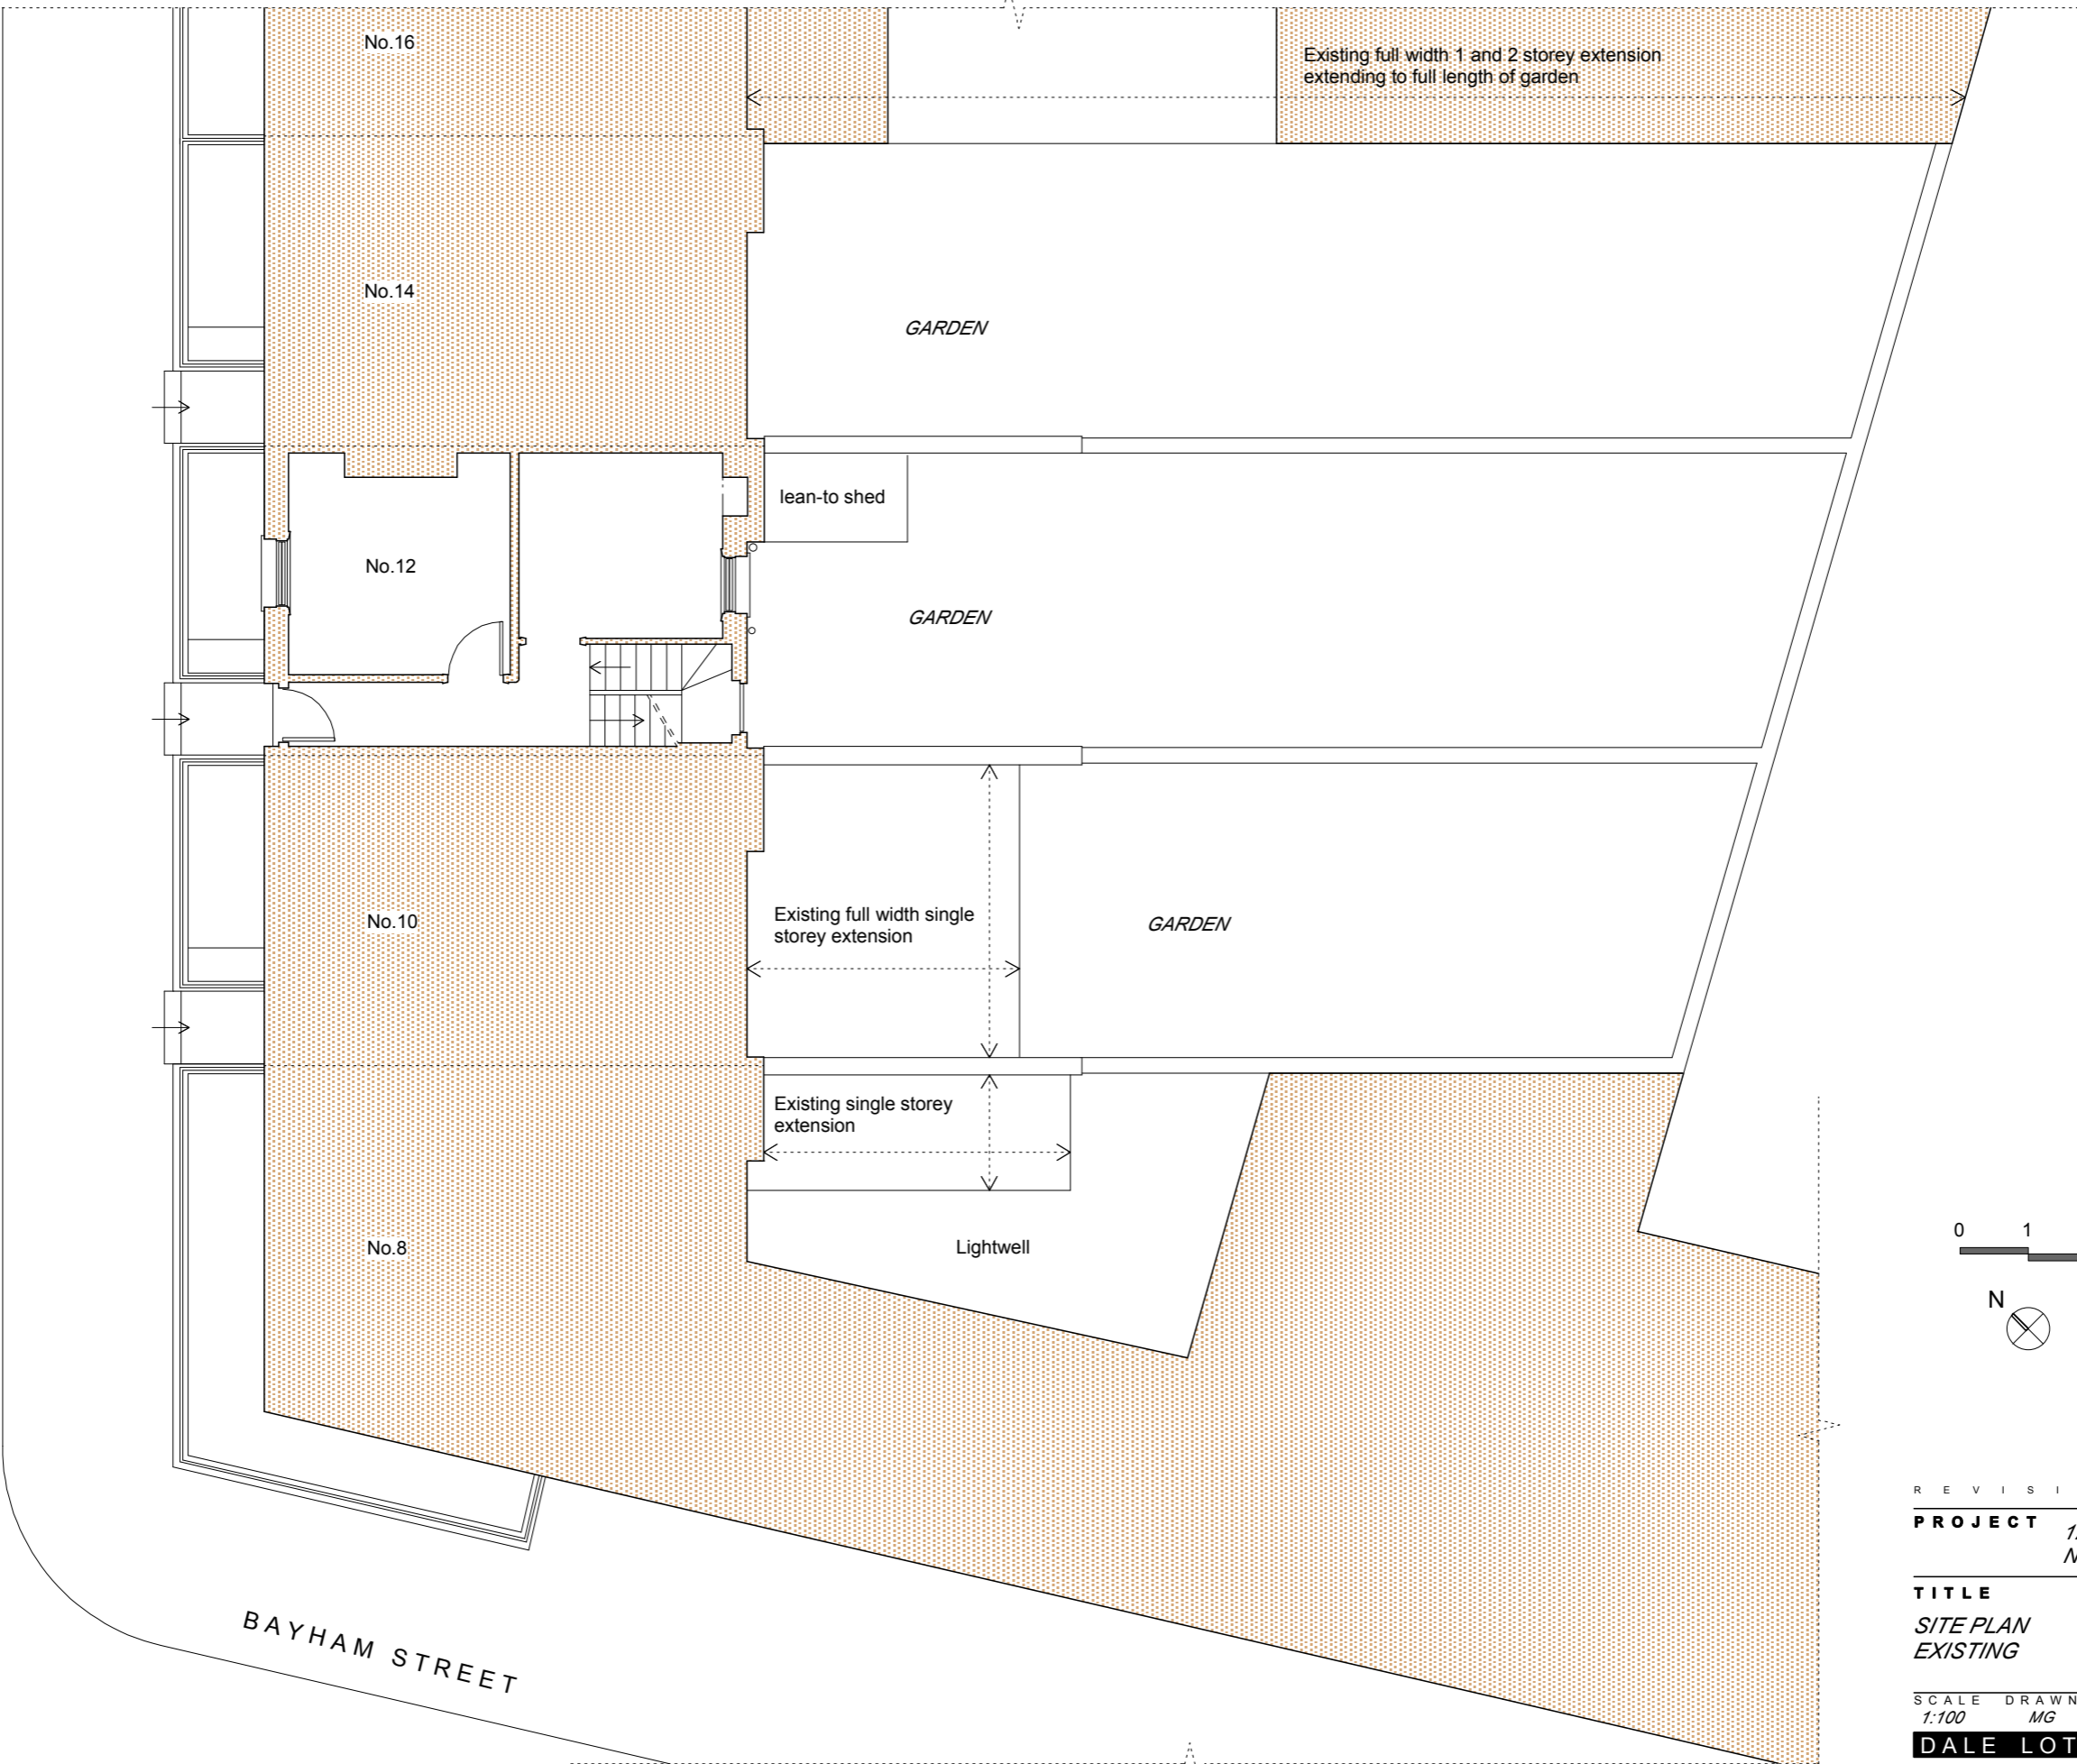 No.16
Existing full width 1 and 2 storey extension
extending to full length of garden
No.14
GARDEN
lean-to shed
No.12
GARDEN
No.10
Existing full width single
storey extension
GARDEN
Existing single storey
extension
No.8
Lightwell
0 1
N
BAYHAM STREET
PROJECT
TITLE
SITE PLAN
EXISTING
SCALE DRAWN
1:100 MG
DALE